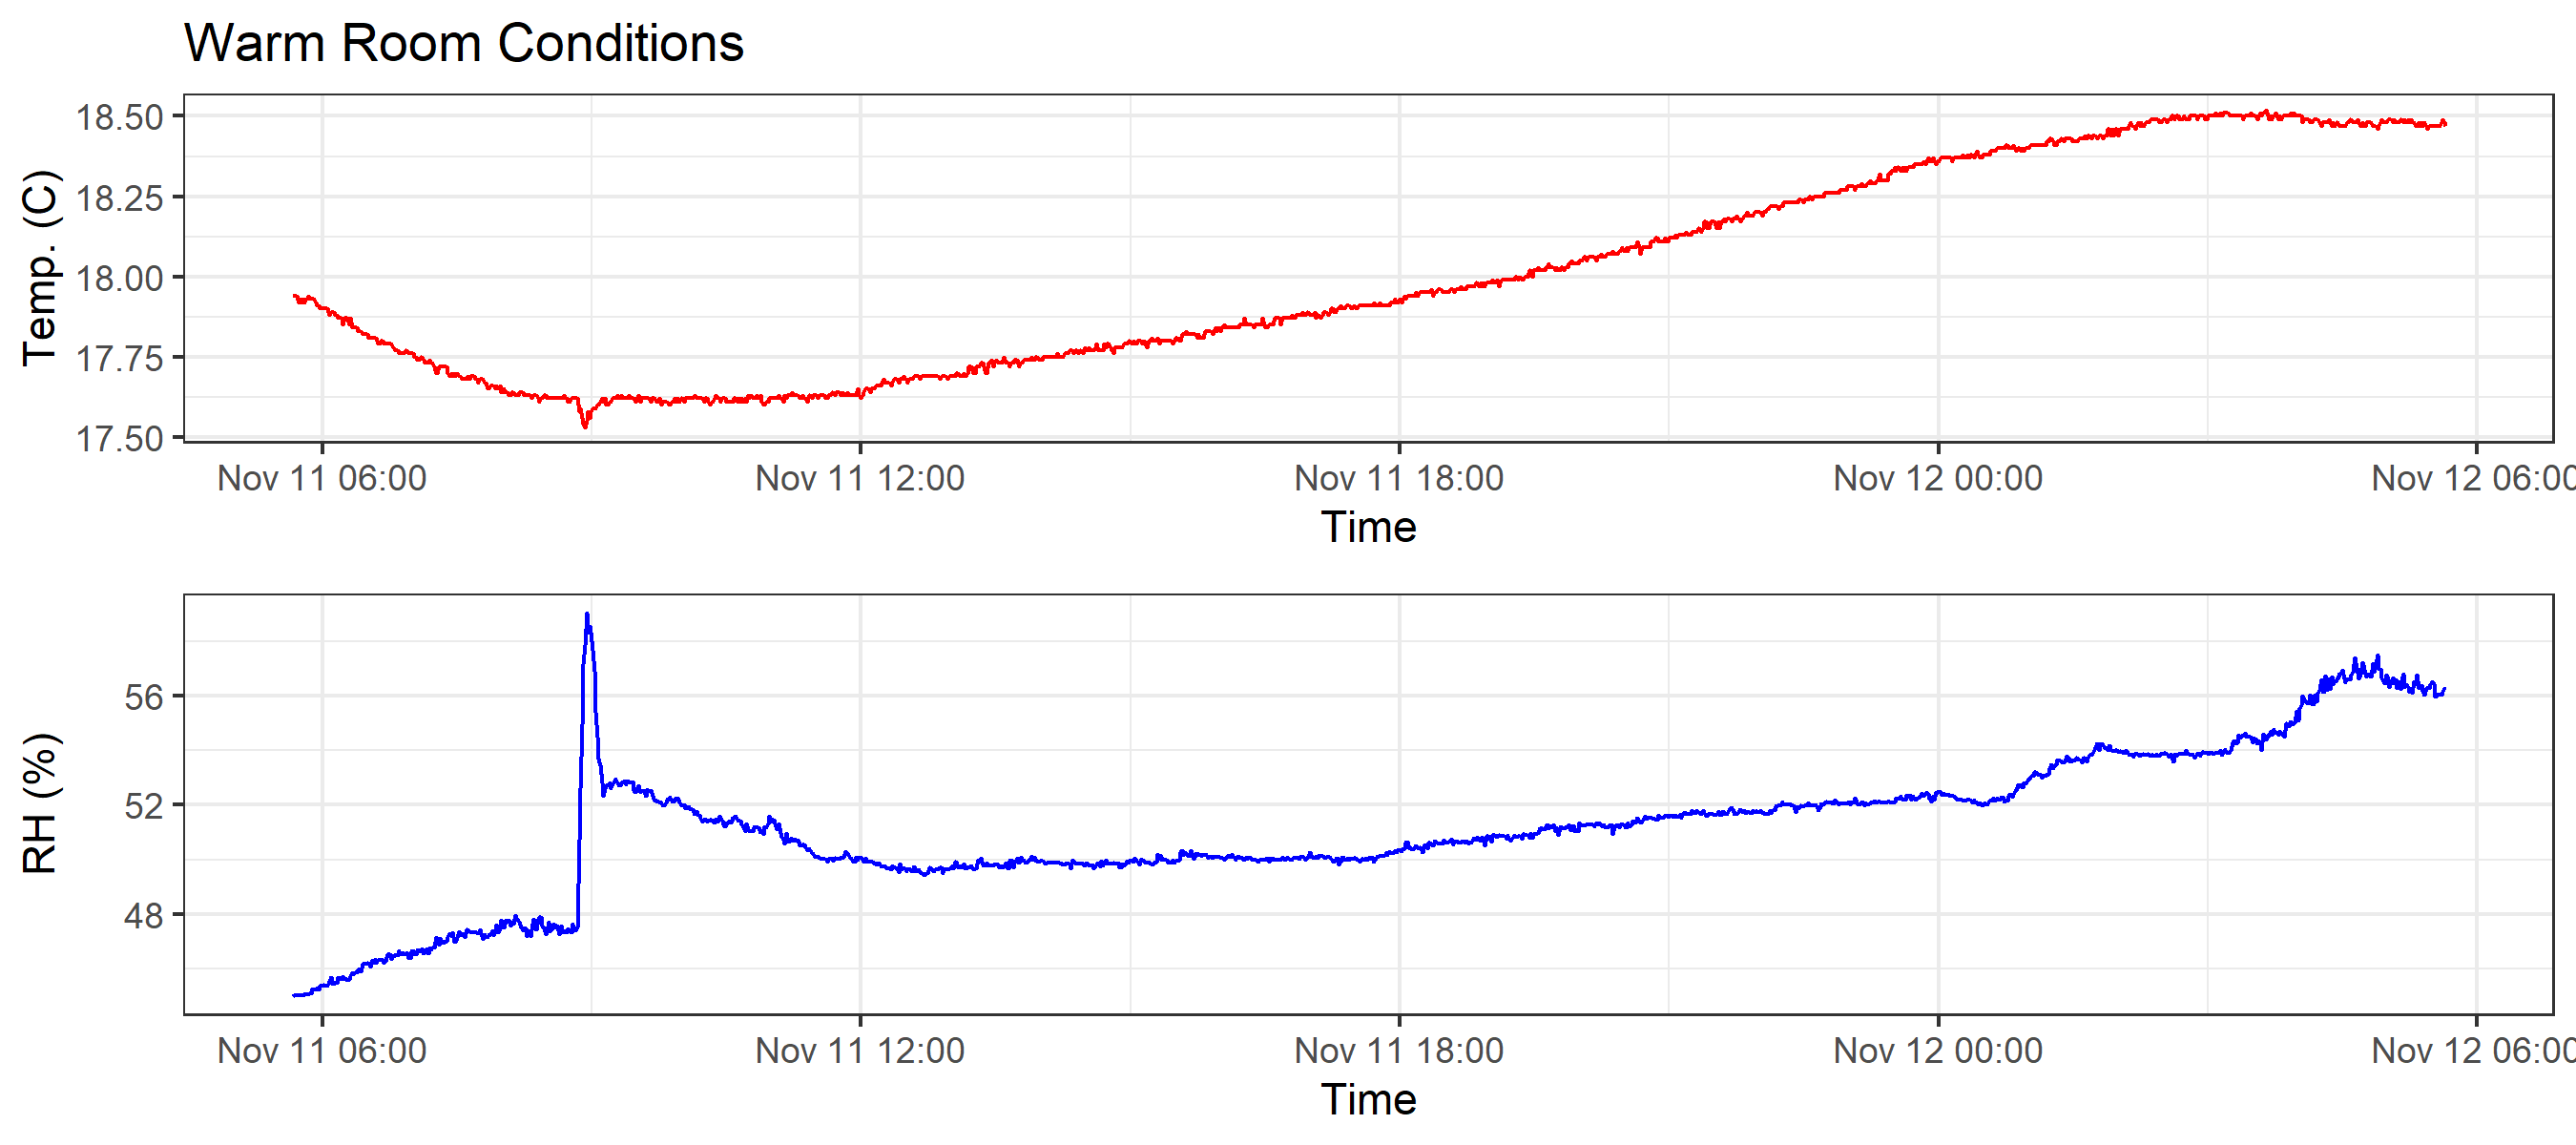 Warm Room Conditions
Temp. (C)
18.50
18.25
18.00
17.75
17.50
Nov 11 06:00 Nov 11 12:00 Nov 11 18:00 Nov 12 00:00 Nov 12 06:00
Time
RH (%)
56
52
48
Nov 11 06:00 Nov 11 12:00 Nov 11 18:00 Nov 12 00:00 Nov 12 06:00
Time